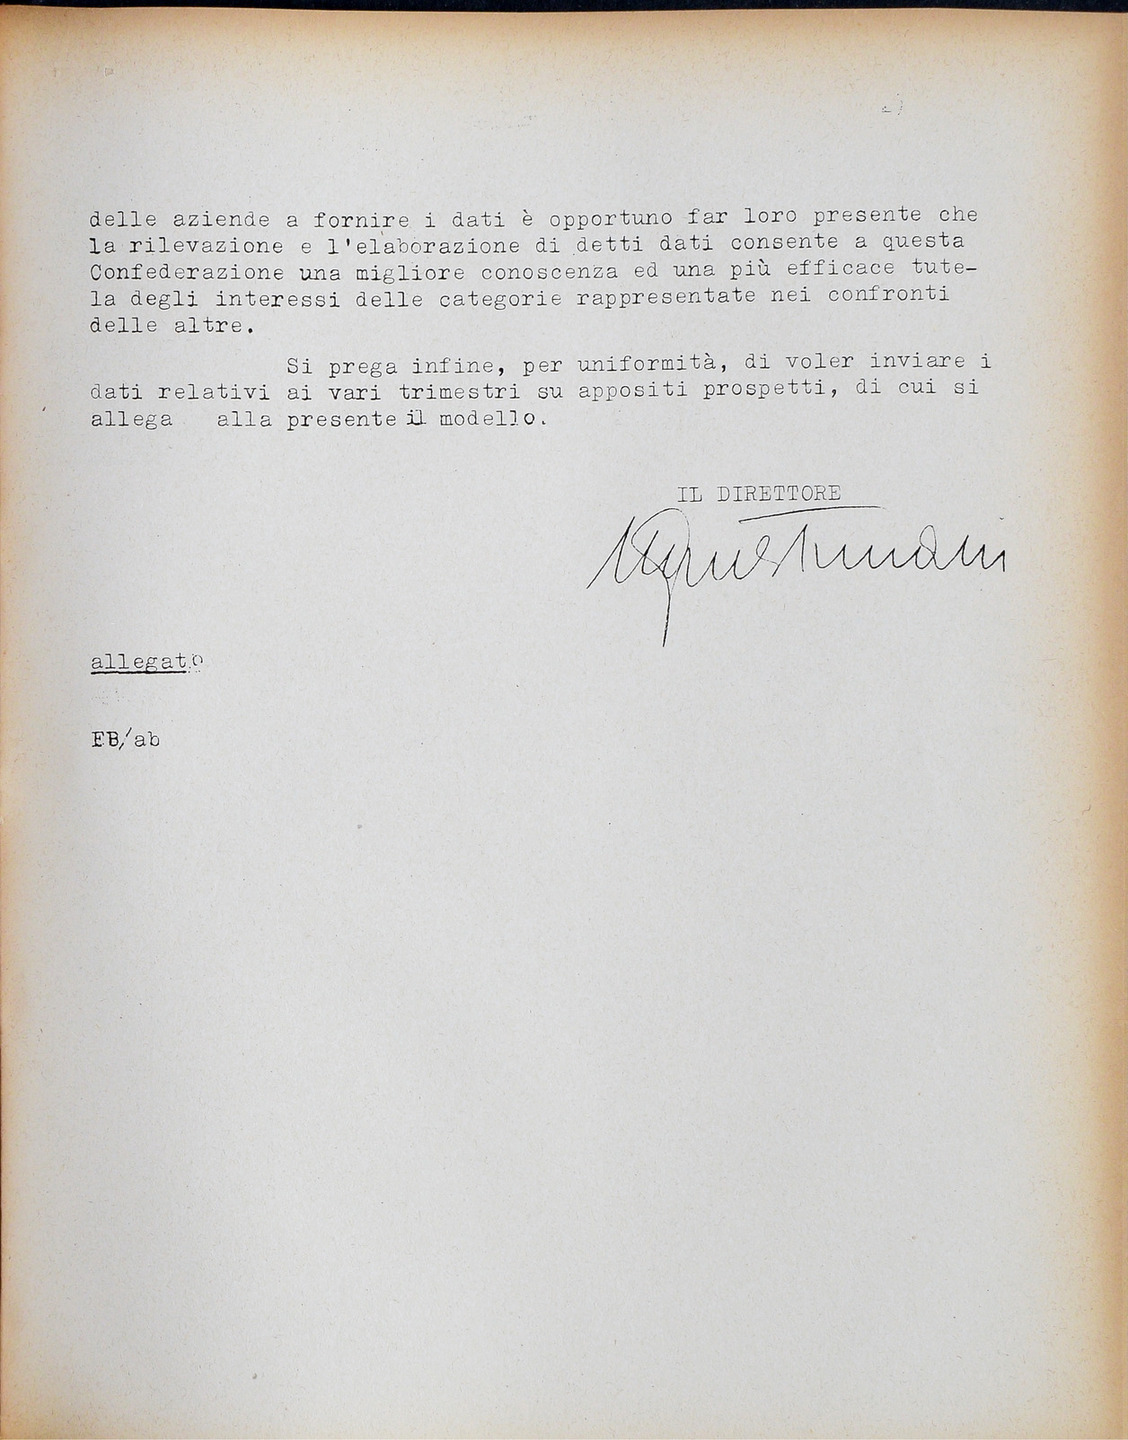 delle aziende a fornire i dati è opportuno far loro presente che
la rilevazione e l'elaborazione di detti dati consente a questa
Confederazione una migliore conoscenza ed una più efficace tute-
la degli interessi delle categorie rappresentate nei confronti
delle altre.
Si prega infine, per uniformità, di voler inviare i
dati relativi ai vari trimestri su appositi prospetti, di cui si
allega alla presente il modello.
IL DIRETTORE
allegato
EB/ab